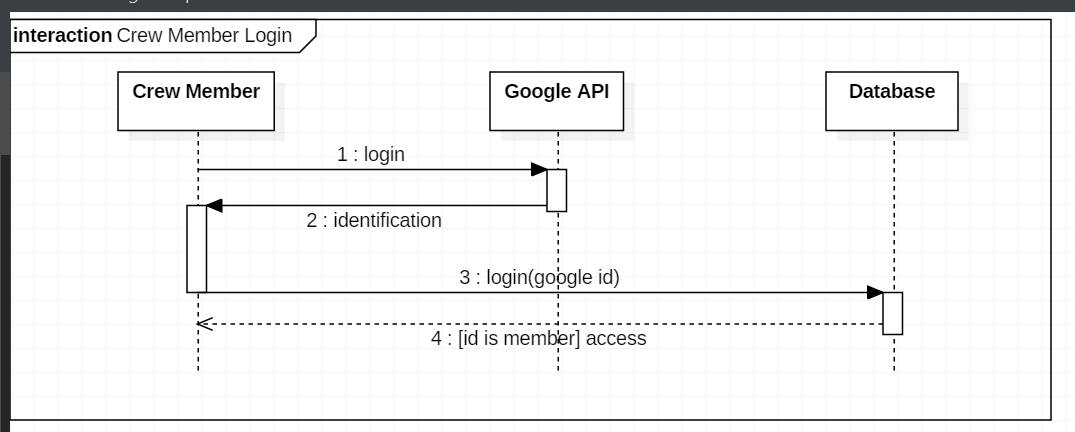 interaction Crew Member Login
Crew Member
Google API
Database
1 : login
2 : identification
3 : login(google id)
4 : [id is member] access